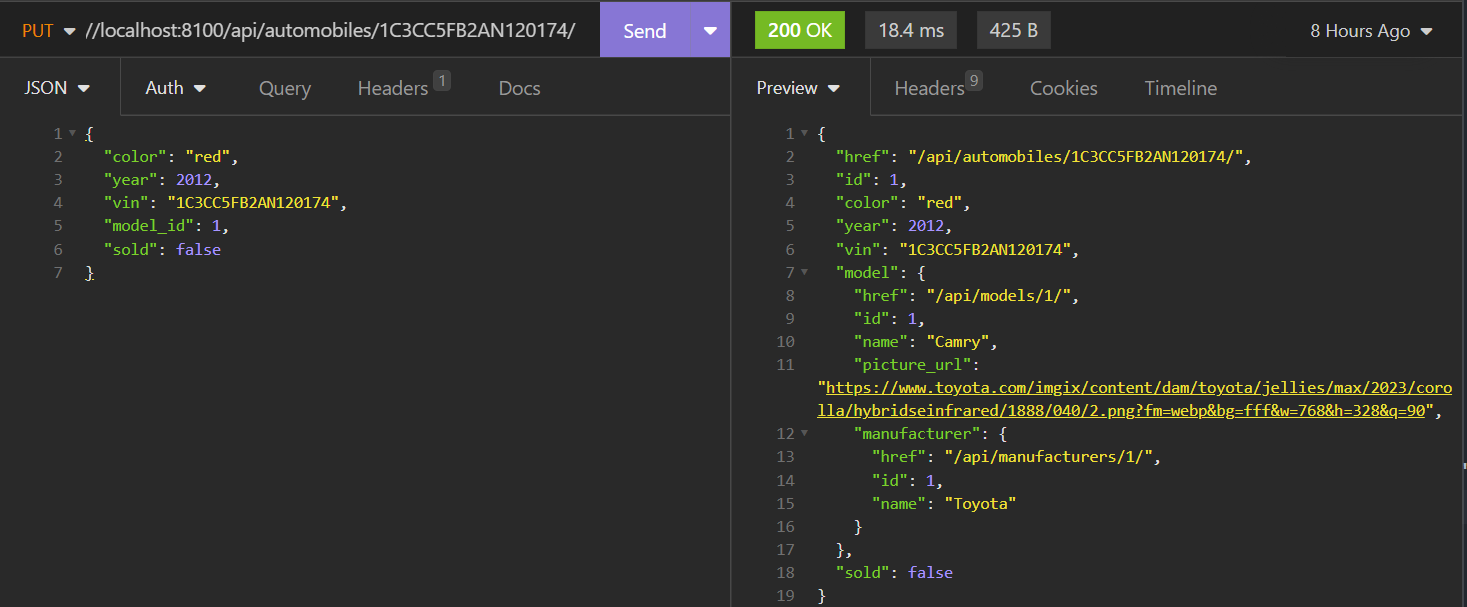 PUT //localhost:8100/api/automobiles/1C3CC5FB2AN120174/ Send
JSON Auth Query Headers 1 Docs
1 {
2 "color": "red",
3 "year": 2012,
4 "vin": "1C3CC5FB2AN120174",
5 "model_id": 1,
6 "sold": false
7 }
200 OK 18.4 ms 425 B 8 Hours Ago
Preview Headers 9 Cookies Timeline
1 {
2 "href": "/api/automobiles/1C3CC5FB2AN120174/",
3 "id": 1,
4 "color": "red",
5 "year": 2012,
6 "vin": "1C3CC5FB2AN120174",
7 "model": {
8 "href": "/api/models/1/",
9 "id": 1,
10 "name": "Camry",
11 "picture_url":
"https://www.toyota.com/imgix/content/dam/toyota/jellies/max/2023/coro
lla/hybridseinfrared/1888/040/2.png?fm=webp&bg=fff&w=768&h=328&q=90",
12 "manufacturer": {
13 "href": "/api/manufacturers/1/",
14 "id": 1,
15 "name": "Toyota"
16 }
17 },
18 "sold": false
19 }